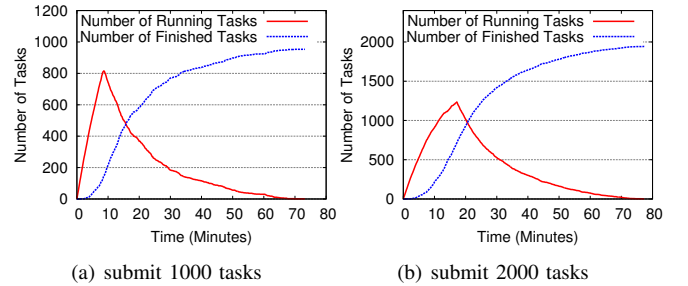 Number of Running Tasks
Number of Finished Tasks
1200
1000
800
600
400
200
0
Number of Tasks
0 10 20 30 40 50 60 70 80
Time (Minutes)
(a) submit 1000 tasks
Number of Running Tasks
Number of Finished Tasks
2000
1500
1000
500
0
Number of Tasks
0 10 20 30 40 50 60 70 80
Time (Minutes)
(b) submit 2000 tasks